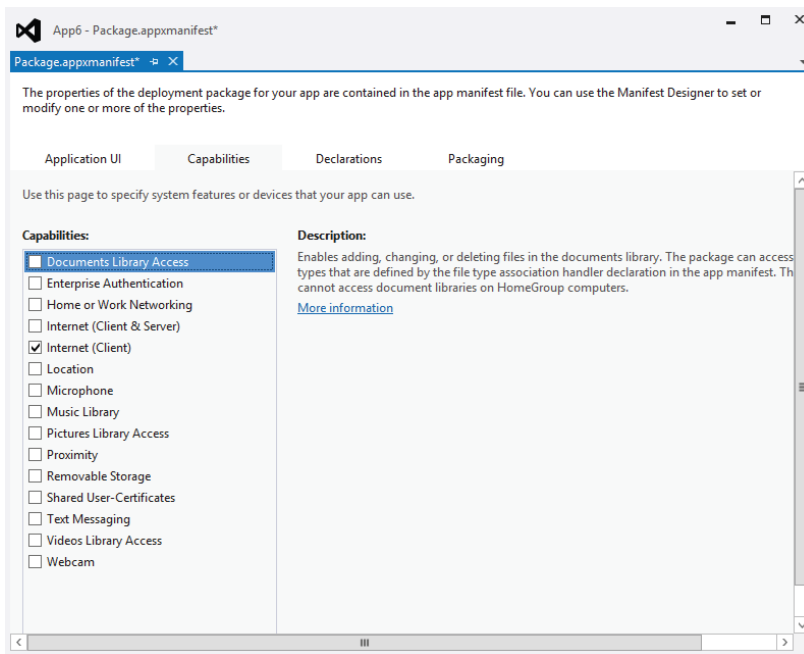 App6 - Package.appxmanifest*
Package.appxmanifest*
The properties of the deployment package for your app are contained in the app manifest file. You can use the Manifest Designer to set or
modify one or more of the properties.
Application UI Capabilities Declarations Packaging
Use this page to specify system features or devices that your app can use.
Capabilities:
Documents Library Access
Enterprise Authentication
Home or Work Networking
Internet (Client & Server)
Internet (Client)
Location
Microphone
Music Library
Pictures Library Access
Proximity
Removable Storage
Shared User-Certificates
Text Messaging
Videos Library Access
Webcam
Description:
Enables adding, changing, or deleting files in the documents library. The package can access
types that are defined by the file type association handler declaration in the app manifest. Th
cannot access document libraries on HomeGroup computers.
More information